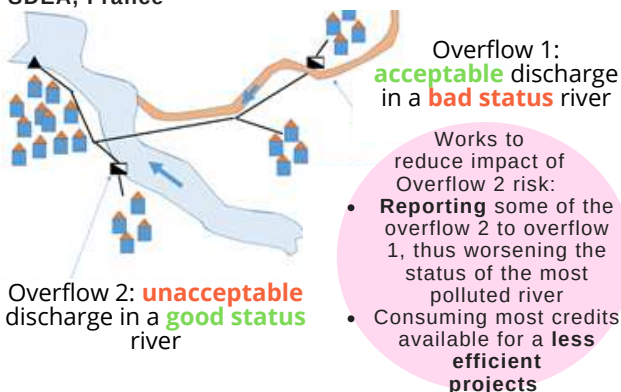 SDEA, France
Overflow 1:
acceptable discharge
in a bad status river
Works to
reduce impact of
Overflow 2 risk:
• Reporting some of the
overflow 2 to overflow
1, thus worsening the
status of the most
polluted river
• Consuming most credits
available for a less
efficient
projects
Overflow 2: unacceptable
discharge in a good status
river